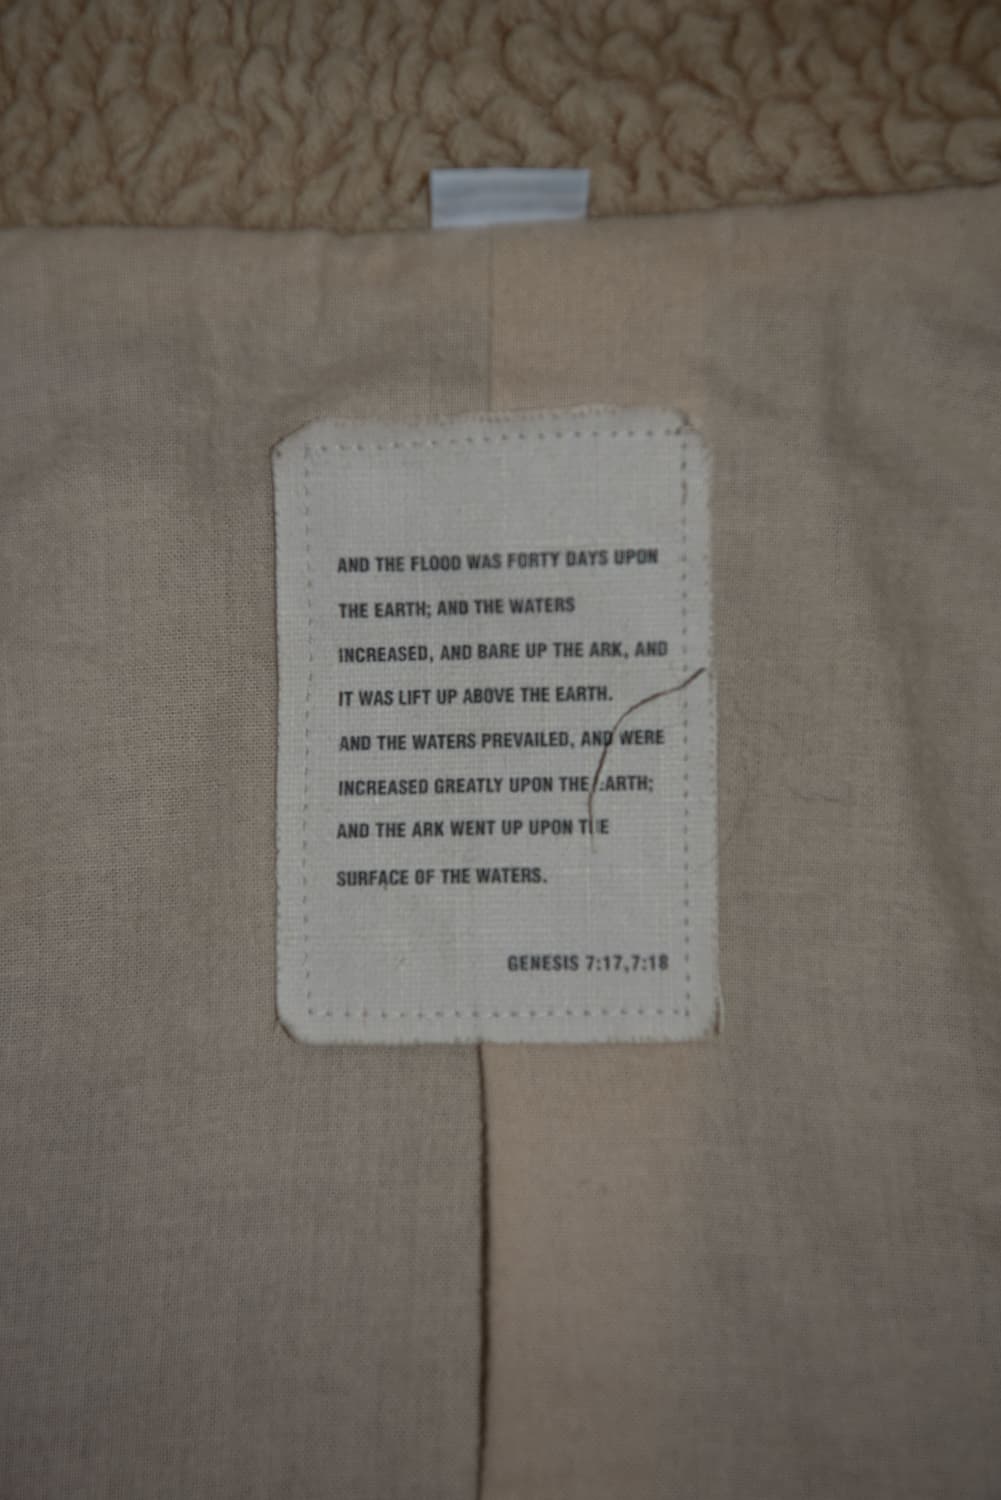 AND THE FLOOD WAS FORTY DAYS UPON
THE EARTH; AND THE WATERS
INCREASED, AND BARE UP THE ARK, AND
IT WAS LIFT UP ABOVE THE EARTH.
AND THE WATERS PREVAILED, AND WERE
INCREASED GREATLY UPON THE EARTH;
AND THE ARK WENT UP UPON THE
SURFACE OF THE WATERS.
GENESIS 7:17,7:18